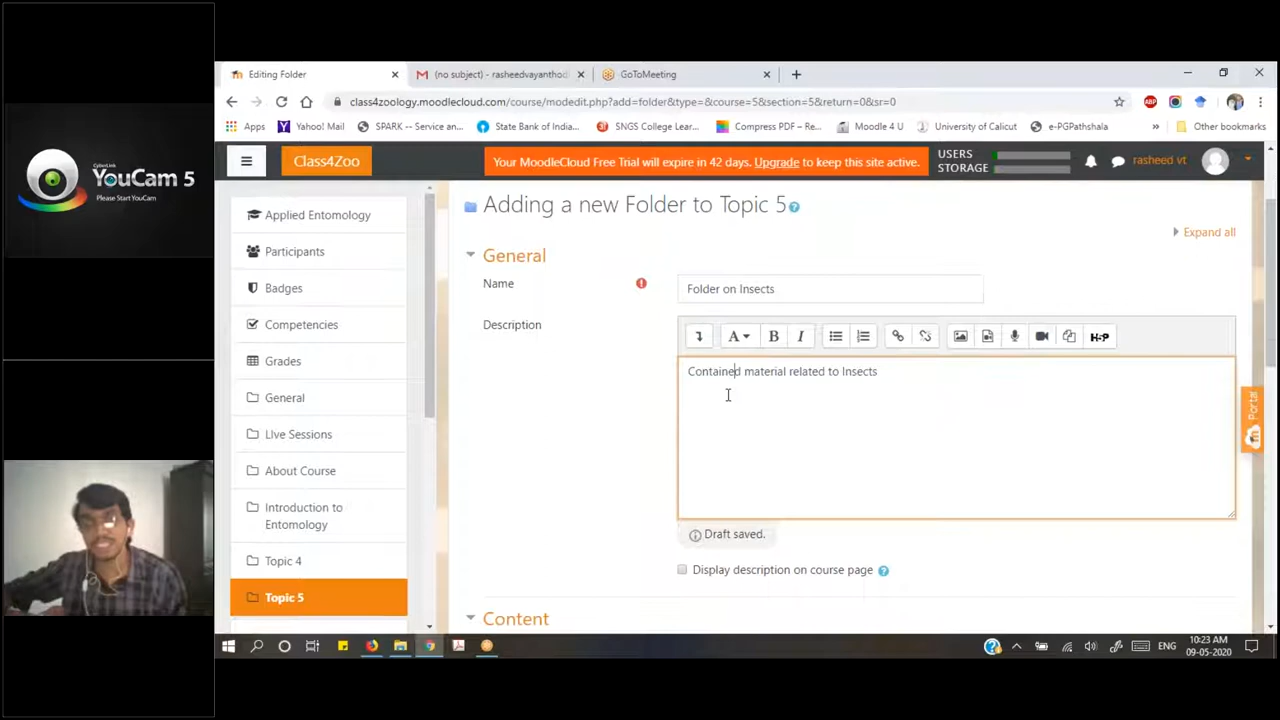 CyberLink
YouCam 5
Please Start YouCam
Editing Folder
(no subject) - rasheedvayanthod
GoToMeeting
class4zoology.moodlecloud.com/course/modedit.php?add=folder&type=&course=5&section=5&return=0&sr=0
ABP
Apps
Yahoo! Mail
SPARK -- Service an...
State Bank of India...
SNGS College Lear...
Compress PDF – Re...
Moodle 4 U
University of Calicut
e-PGPathshala
»
Other bookmarks
Class4Zoo
Your MoodleCloud Free Trial will expire in 42 days. Upgrade to keep this site active.
USERS
STORAGE
rasheed vt
Applied Entomology
Participants
Badges
Competencies
Grades
General
LIve Sessions
About Course
Introduction to
Entomology
Topic 4
Topic 5
Adding a new Folder to Topic 5
Expand all
General
Name
Folder on Insects
Description
A B I H-P
Contained material related to Insects
Draft saved.
Display description on course page
Content
Portal
ENG
10:23 AM
09-05-2020